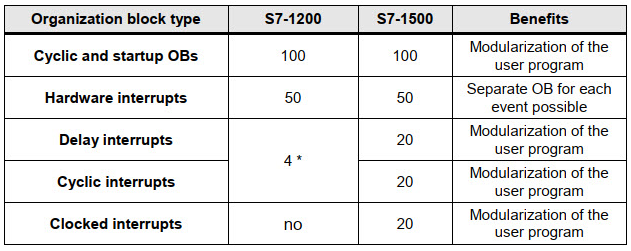 Organization block type S7-1200 S7-1500 Benefits
Cyclic and startup OBs 100 100 Modularization of the
user program
Hardware interrupts 50 50 Separate OB for each
event possible
Delay interrupts 4 * 20 Modularization of the
user program
Cyclic interrupts 20 Modularization of the
user program
Clocked interrupts no 20 Modularization of the
user program